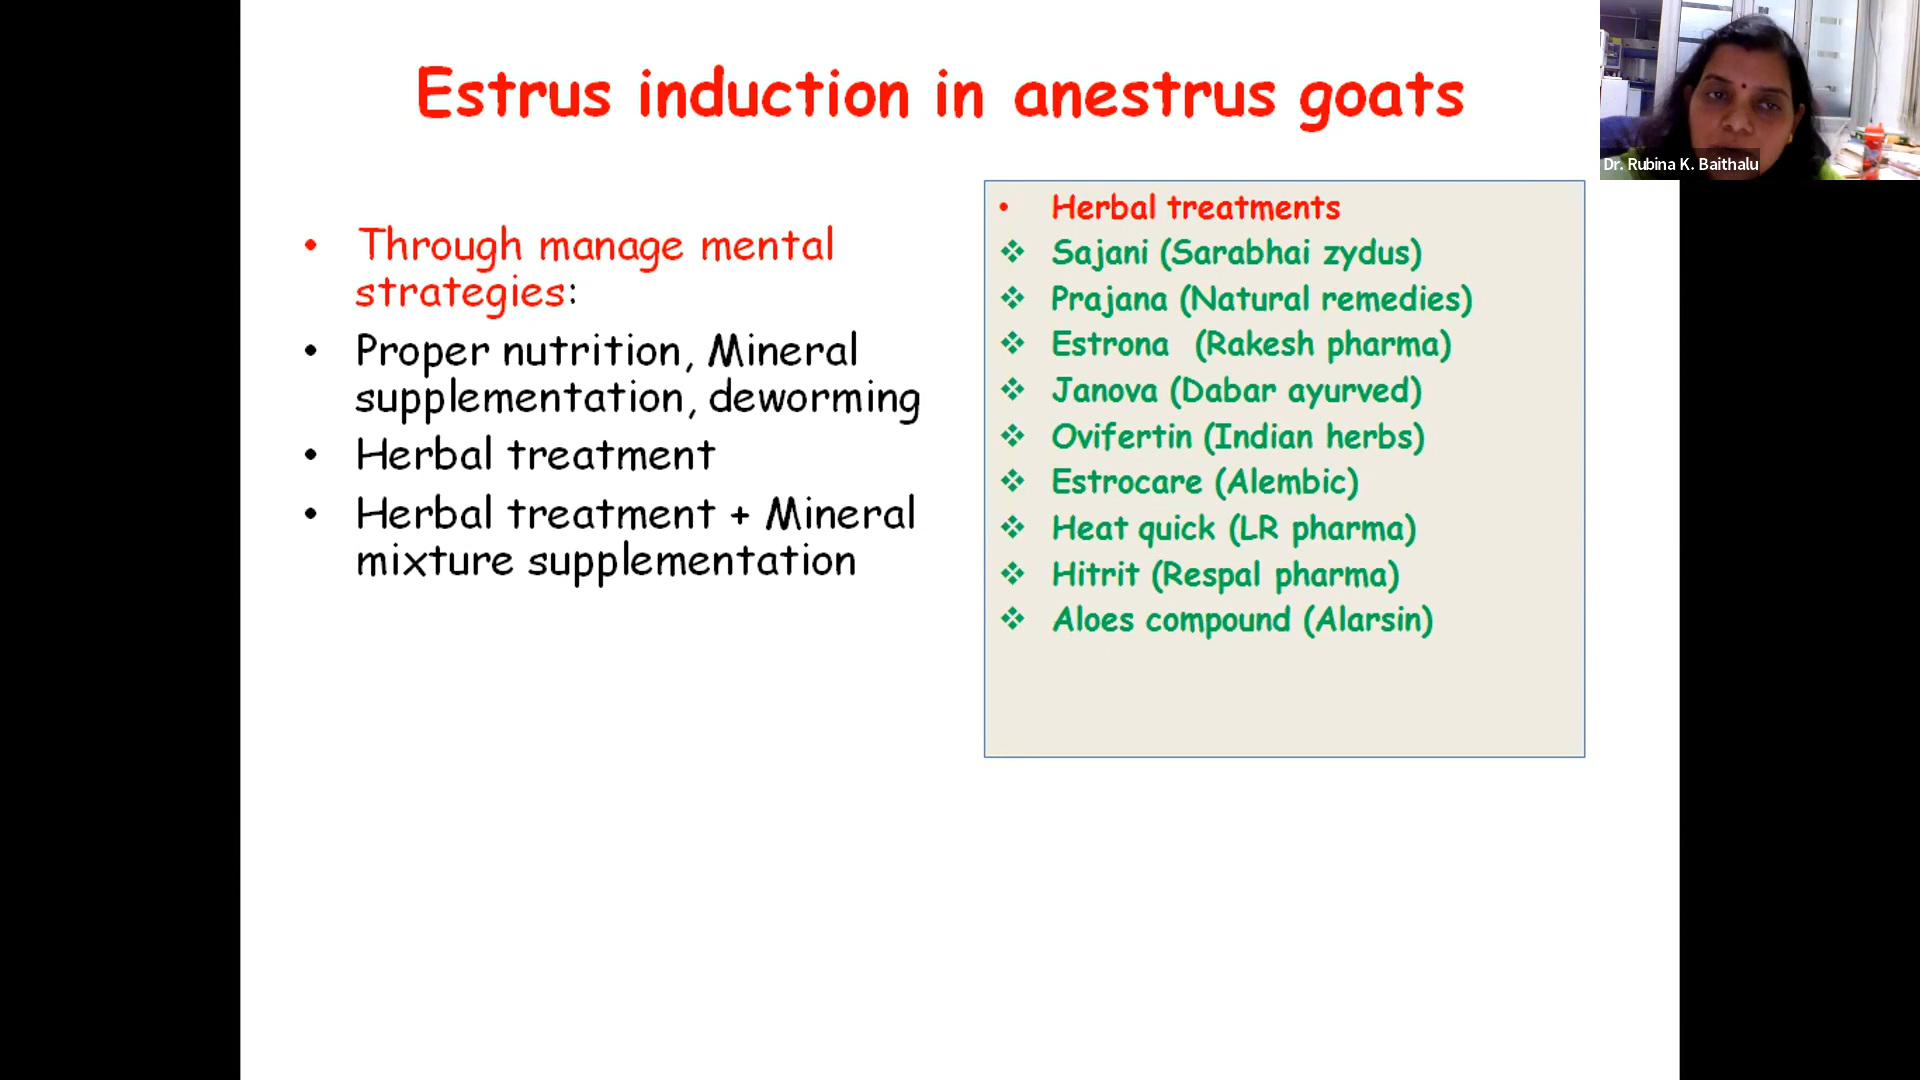 Estrus induction in anestrus goats
Dr. Rubina K. Baithalu
• Through manage mental
strategies:
• Proper nutrition, Mineral
supplementation, deworming
• Herbal treatment
• Herbal treatment + Mineral
mixture supplementation
• Herbal treatments
❖ Sajani (Sarabhai zydus)
❖ Prajana (Natural remedies)
❖ Estrona (Rakesh pharma)
❖ Janova (Dabar ayurved)
❖ Ovifertin (Indian herbs)
❖ Estrocare (Alembic)
❖ Heat quick (LR pharma)
❖ Hitrit (Respal pharma)
❖ Aloes compound (Alarsin)